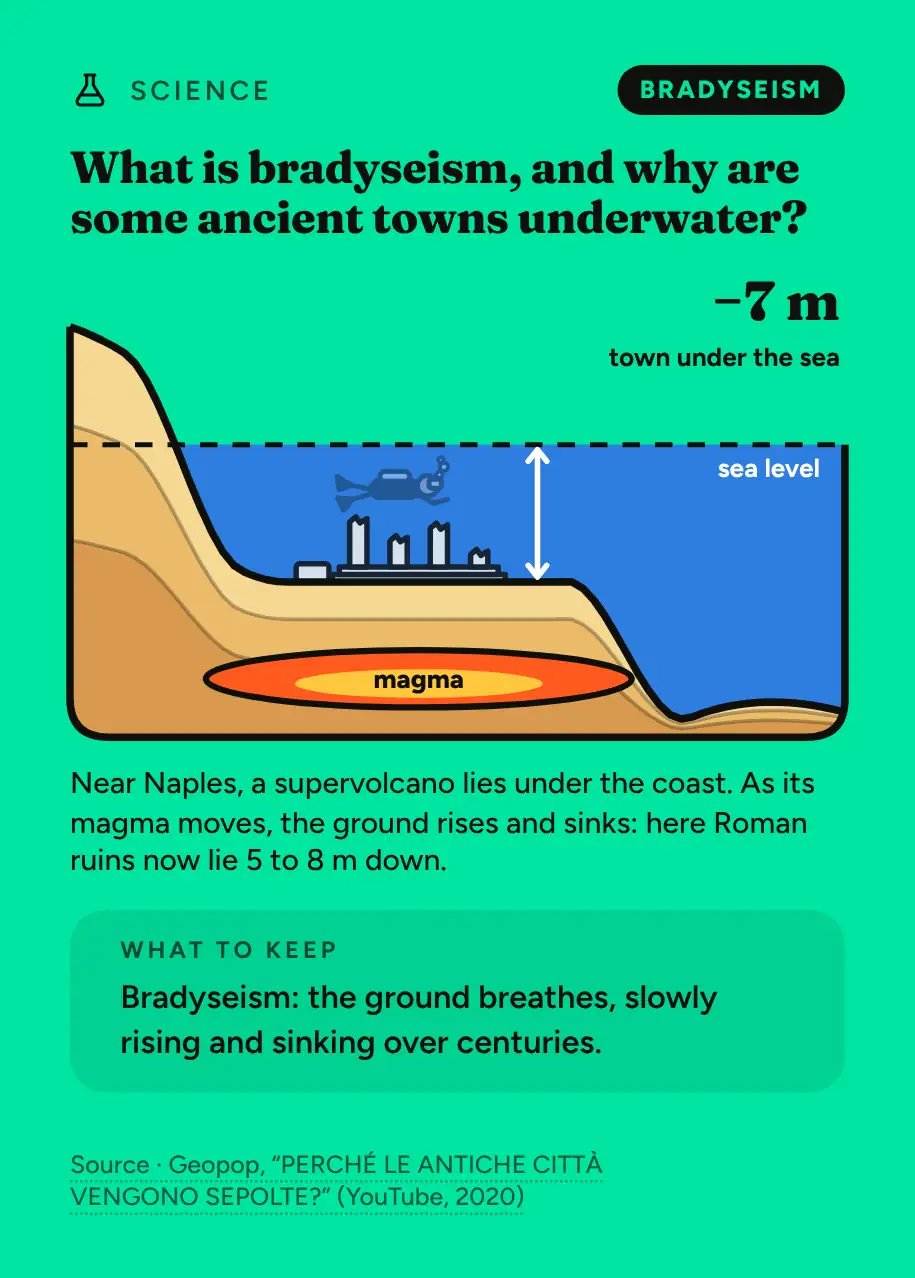 SCIENCE
BRADYSEISM
What is bradyseism, and why are
some ancient towns underwater?
−7 m
town under the sea
sea level
magma
Near Naples, a supervolcano lies under the coast. As its
magma moves, the ground rises and sinks: here Roman
ruins now lie 5 to 8 m down.
WHAT TO KEEP
Bradyseism: the ground breathes, slowly
rising and sinking over centuries.
Source · Geopop, “PERCHÉ LE ANTICHE CITTÀ
VENGONO SEPOLTE?” (YouTube, 2020)